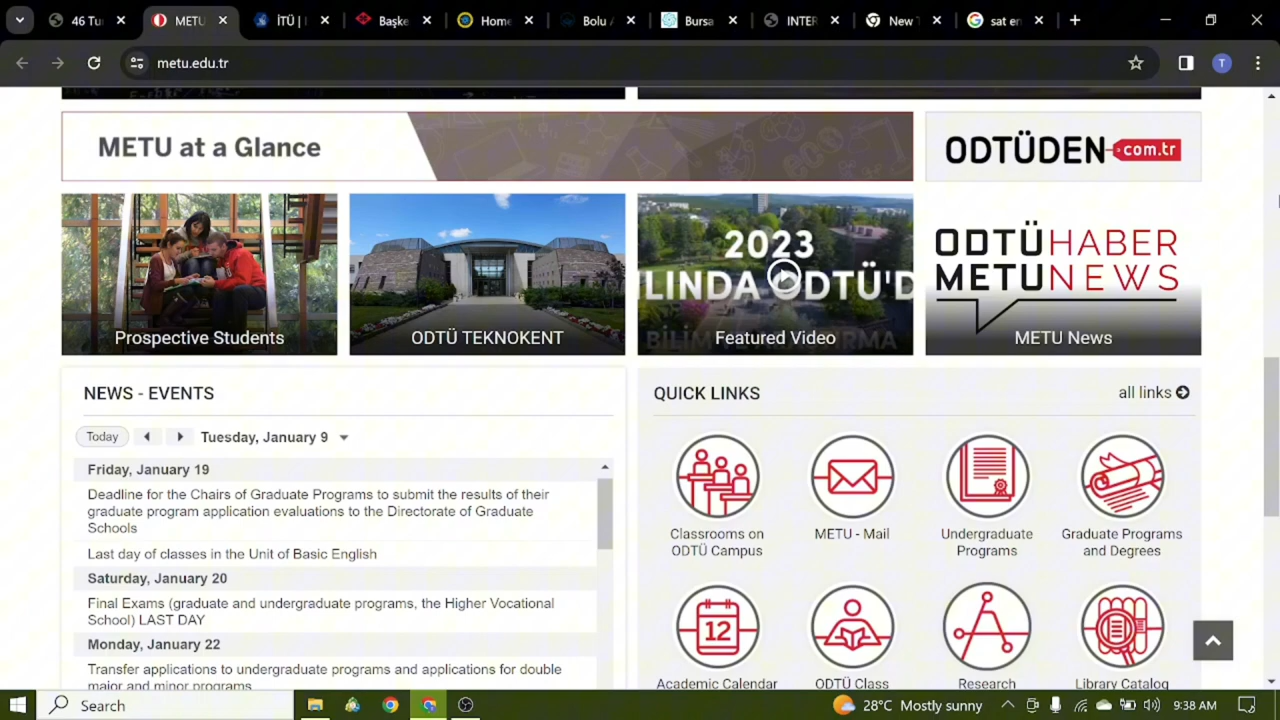 46 Tu
METU
İTÜ |
Başke
Home
Bolu
Bursa
INTER
New
sat en
metu.edu.tr
T
METU at a Glance
ODTÜDEN .com.tr
Prospective Students
ODTÜ TEKNOKENT
2023
ILINDA ODTÜ'D
Featured Video
ODTÜHABER
METUNEWS
METU News
NEWS - EVENTS
Today
Tuesday, January 9
Friday, January 19
Deadline for the Chairs of Graduate Programs to submit the results of their
graduate program application evaluations to the Directorate of Graduate
Schools
Last day of classes in the Unit of Basic English
Saturday, January 20
Final Exams (graduate and undergraduate programs, the Higher Vocational
School) LAST DAY
Monday, January 22
Transfer applications to undergraduate programs and applications for double
major and minor programs
QUICK LINKS
all links
Classrooms on
ODTÜ Campus
METU - Mail
Undergraduate
Programs
Graduate Programs
and Degrees
12
Academic Calendar
ODTÜ Class
Research
Library Catalog
Search
28°C Mostly sunny
9:38 AM